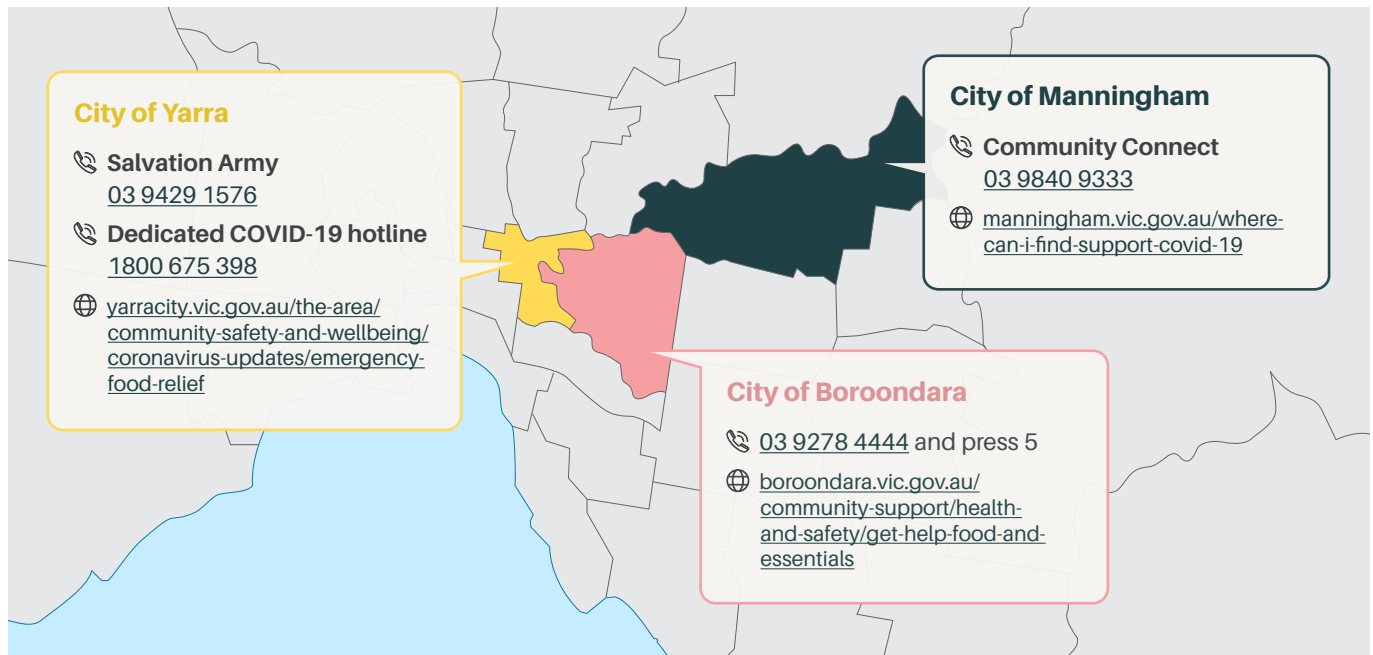 City of Yarra
Salvation Army
03 9429 1576
Dedicated COVID-19 hotline
1800 675 398
yarracity.vic.gov.au/the-area/
community-safety-and-wellbeing/
coronavirus-updates/emergency-
food-relief
City of Manningham
Community Connect
03 9840 9333
manningham.vic.gov.au/where-
can-i-find-support-covid-19
City of Boroondara
03 9278 4444 and press 5
boroondara.vic.gov.au/
community-support/health-
and-safety/get-help-food-and-
essentials